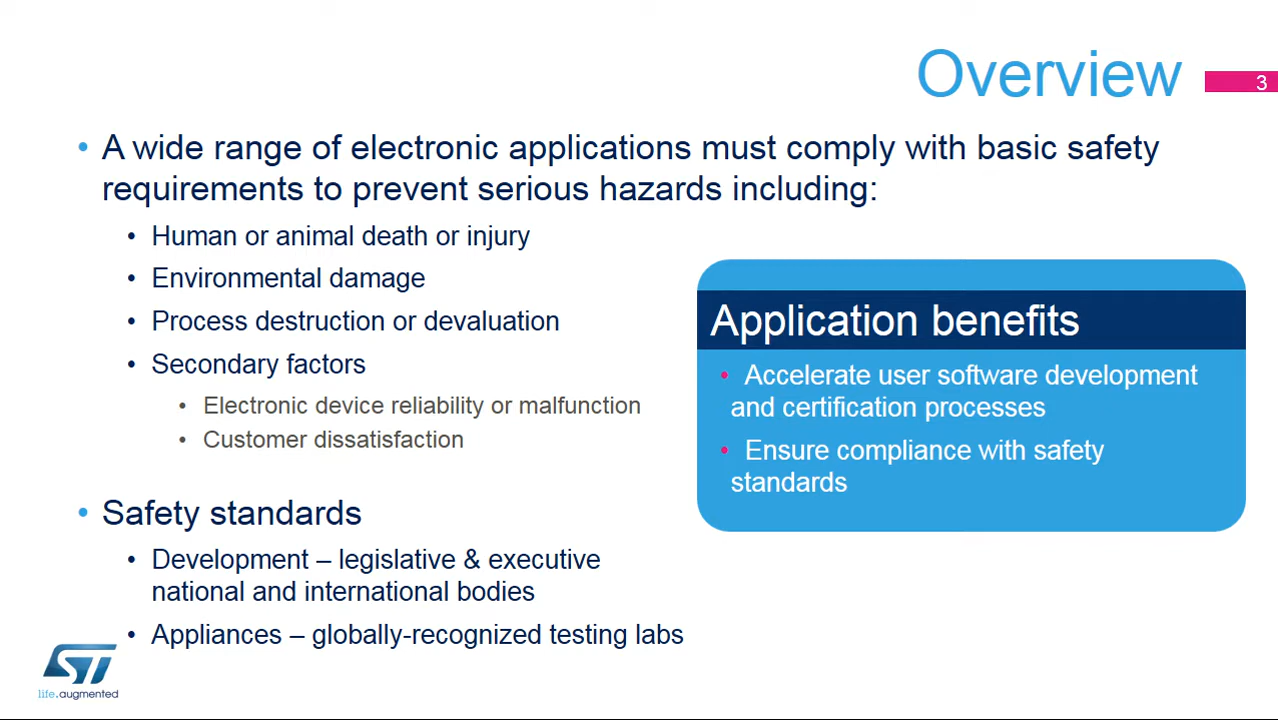 Overview
3
• A wide range of electronic applications must comply with basic safety
requirements to prevent serious hazards including:
• Human or animal death or injury
• Environmental damage
• Process destruction or devaluation
• Secondary factors
• Electronic device reliability or malfunction
• Customer dissatisfaction
Application benefits
• Accelerate user software development
and certification processes
• Ensure compliance with safety
standards
• Safety standards
• Development – legislative & executive
national and international bodies
• Appliances – globally-recognized testing labs
ST
life.augmented